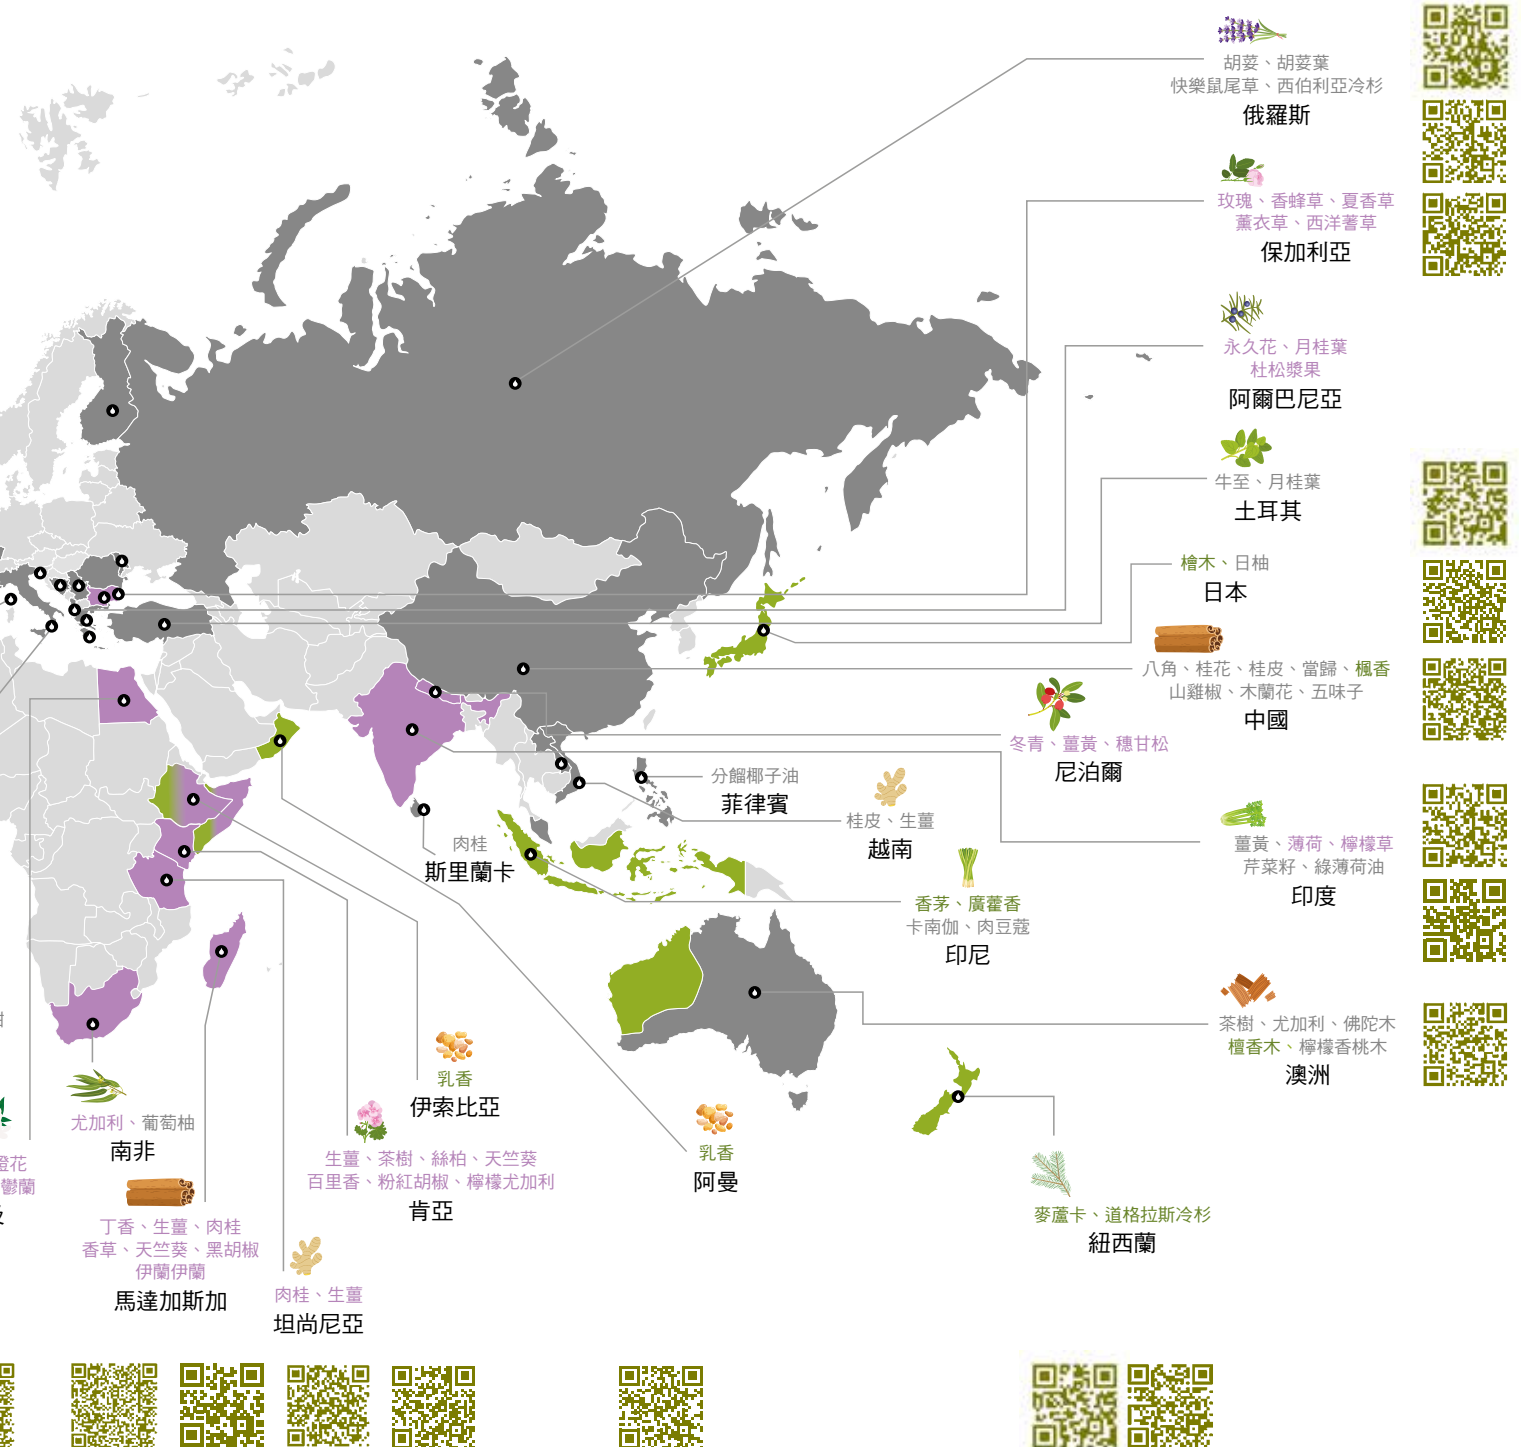 胡荽、胡荽葉
快樂鼠尾草、西伯利亞冷杉
俄羅斯
玫瑰、香蜂草、夏香草
薰衣草、西洋蓍草
保加利亞
永久花、月桂葉
杜松漿果
阿爾巴尼亞
牛至、月桂葉
土耳其
檜木、日柚
日本
八角、桂花、桂皮、當歸、楓香
山雞椒、木蘭花、五味子
中國
冬青、薑黃、穗甘松
尼泊爾
分餾椰子油
菲律賓
桂皮、生薑
越南
肉桂
斯里蘭卡
薑黃、薄荷、檸檬草
芹菜籽、綠薄荷油
印度
香茅、廣藿香
卡南伽、肉豆蔻
印尼
茶樹、尤加利、佛陀木
檀香木、檸檬香桃木
澳洲
乳香
伊索比亞
尤加利、葡萄柚
南非
乳香
阿曼
生薑、茶樹、絲柏、天竺葵
百里香、粉紅胡椒、檸檬尤加利
肯亞
橙花
鬱蘭
麥蘆卡、道格拉斯冷杉
紐西蘭
丁香、生薑、肉桂
香草、天竺葵、黑胡椒
伊蘭伊蘭
馬達加斯加
肉桂、生薑
坦尚尼亞